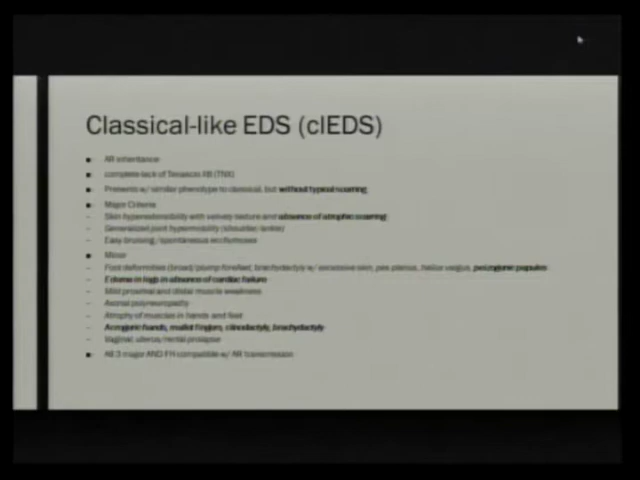 Classical-like EDS (clEDS)
AR inheritance
complete lack of Tenascin XB (TNX)
Presents w/ similar phenotype to classical, but without typical scarring
Major Criteria
Skin hyperextensibility with velvety texture and absence of atrophic scarring
Generalized joint hypermobility (shoulder/ankle)
Easy bruising/spontaneous ecchymoses
Minor
Foot deformities (broad/plump forefoot, brachydactyly w/ excessive skin, pes planus, hallux valgus, piezogenic papules
Edema in legs in absence of cardiac failure
Mild proximal and distal muscle weakness
Axonal polyneuropathy
Atrophy of muscles in hands and feet
Acrogeric hands, mallet fingers, clinodactyly, brachydactyly
Vaginal/uterus/rectal prolapse
All 3 major AND FH compatible w/ AR transmission